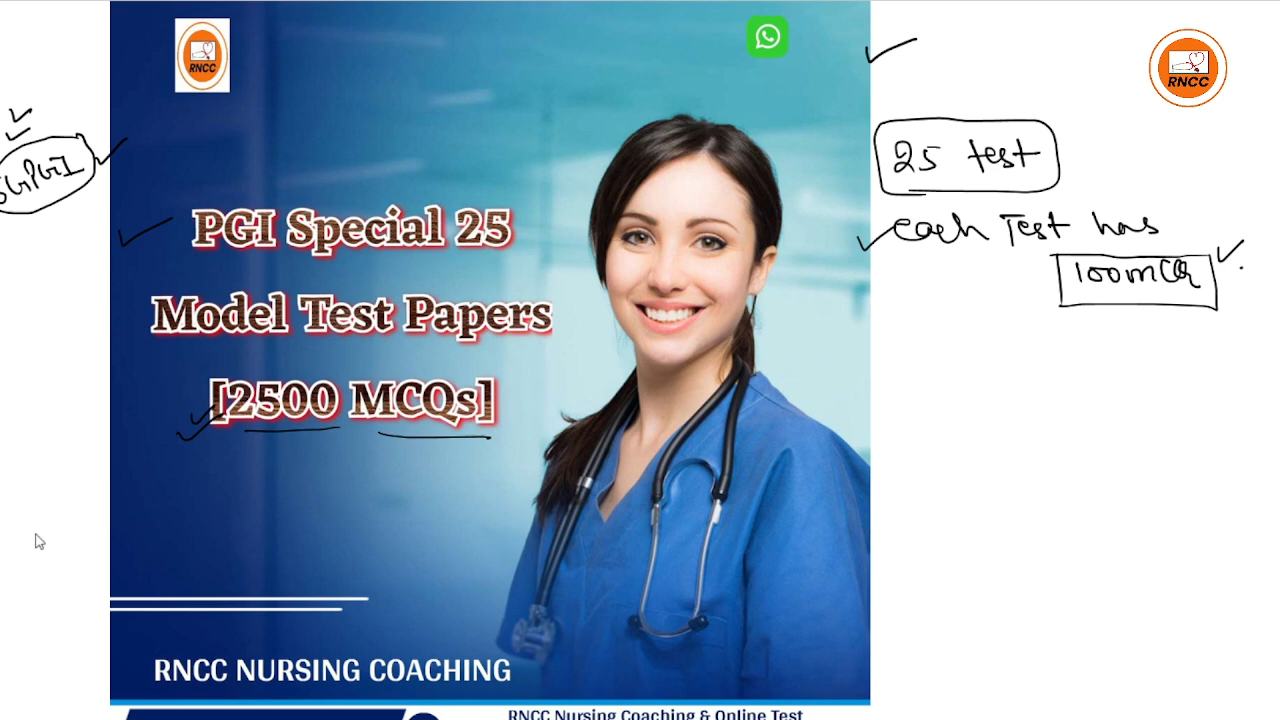 RNCC
RNCC
SGPGI
25 test
PGI Special 25
each Test has
100 MCQ
Model Test Papers
[2500 MCQs]
RNCC NURSING COACHING
RNCC Nursing Coaching & Online Test